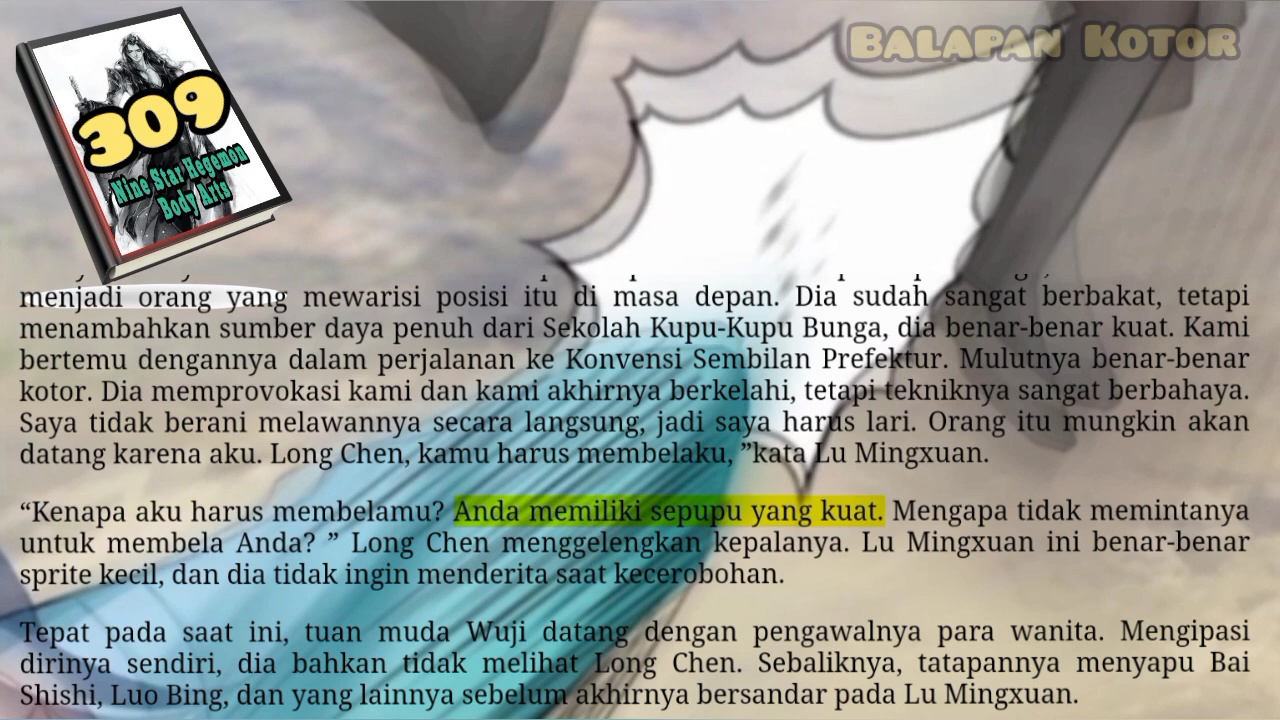 Balapan Kotor
309
Nine Star Hegemon
Body Arts
menjadi orang yang mewarisi posisi itu di masa depan. Dia sudah sangat berbakat, tetapi
menambahkan sumber daya penuh dari Sekolah Kupu-Kupu Bunga, dia benar-benar kuat. Kami
bertemu dengannya dalam perjalanan ke Konvensi Sembilan Prefektur. Mulutnya benar-benar
kotor. Dia memprovokasi kami dan kami akhirnya berkelahi, tetapi tekniknya sangat berbahaya.
Saya tidak berani melawannya secara langsung, jadi saya harus lari. Orang itu mungkin akan
datang karena aku. Long Chen, kamu harus membelaku, ”kata Lu Mingxuan.
“Kenapa aku harus membelamu? Anda memiliki sepupu yang kuat. Mengapa tidak memintanya
untuk membela Anda? ” Long Chen menggelengkan kepalanya. Lu Mingxuan ini benar-benar
sprite kecil, dan dia tidak ingin menderita saat kecerobohan.
Tepat pada saat ini, tuan muda Wuji datang dengan pengawalnya para wanita. Mengipasi
dirinya sendiri, dia bahkan tidak melihat Long Chen. Sebaliknya, tatapannya menyapu Bai
Shishi, Luo Bing, dan yang lainnya sebelum akhirnya bersandar pada Lu Mingxuan.